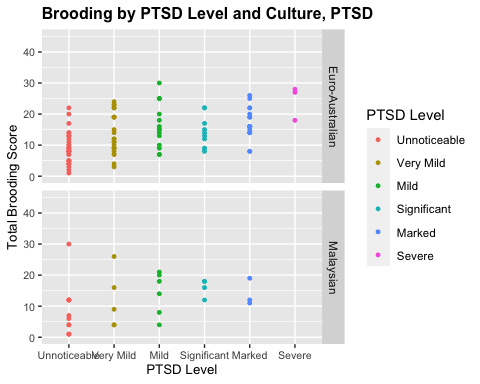 Brooding by PTSD Level and Culture, PTSD
Total Brooding Score
40
30
20
10
0
Euro-Australian
40
30
20
10
0
Malaysian
Unnoticeable Very Mild Mild Significant Marked Severe
PTSD Level
PTSD Level
Unnoticeable
Very Mild
Mild
Significant
Marked
Severe